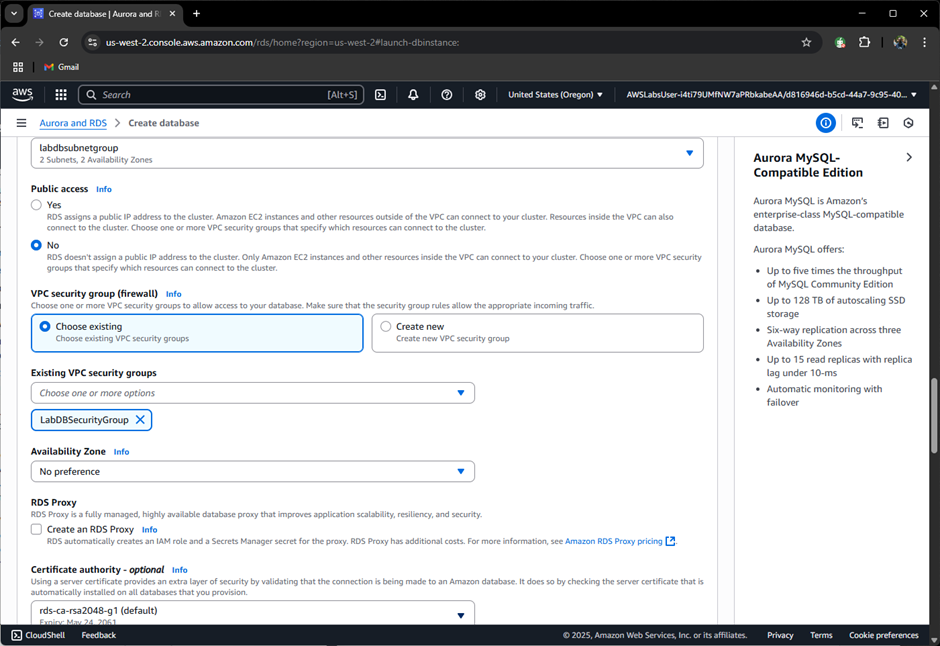 Create database | Aurora and R
us-west-2.console.aws.amazon.com/rds/home?region=us-west-2#launch-dbinstance:
Gmail
aws
Search
[Alt+S]
United States (Oregon)
AWSLabsUser-i4ti79UMfNW7aPRbkabeAA/d816946d-b5cd-44a7-9c95-40...
Aurora and RDS
Create database
labdbsubnetgroup
2 Subnets, 2 Availability Zones
Public access Info
Yes
RDS assigns a public IP address to the cluster. Amazon EC2 instances and other resources outside of the VPC can connect to your cluster. Resources inside the VPC can also
connect to the cluster. Choose one or more VPC security groups that specify which resources can connect to the cluster.
No
RDS doesn't assign a public IP address to the cluster. Only Amazon EC2 instances and other resources inside the VPC can connect to your cluster. Choose one or more VPC security
groups that specify which resources can connect to the cluster.
VPC security group (firewall) Info
Choose one or more VPC security groups to allow access to your database. Make sure that the security group rules allow the appropriate incoming traffic.
Choose existing
Choose existing VPC security groups
Create new
Create new VPC security group
Existing VPC security groups
Choose one or more options
LabDBSecurityGroup
Availability Zone Info
No preference
RDS Proxy
RDS Proxy is a fully managed, highly available database proxy that improves application scalability, resiliency, and security.
Create an RDS Proxy Info
RDS automatically creates an IAM role and a Secrets Manager secret for the proxy. RDS Proxy has additional costs. For more information, see Amazon RDS Proxy pricing.
Certificate authority - optional Info
Using a server certificate provides an extra layer of security by validating that the connection is being made to an Amazon database. It does so by checking the server certificate that is
automatically installed on all databases that you provision.
rds-ca-rsa2048-g1 (default)
Expiry: May 24, 2061
Aurora MySQL-
Compatible Edition
Aurora MySQL is Amazon's
enterprise-class MySQL-compatible
database.
Aurora MySQL offers:
Up to five times the throughput
of MySQL Community Edition
Up to 128 TB of autoscaling SSD
storage
Six-way replication across three
Availability Zones
Up to 15 read replicas with replica
lag under 10-ms
Automatic monitoring with
failover
CloudShell
Feedback
© 2025, Amazon Web Services, Inc. or its affiliates.
Privacy
Terms
Cookie preferences